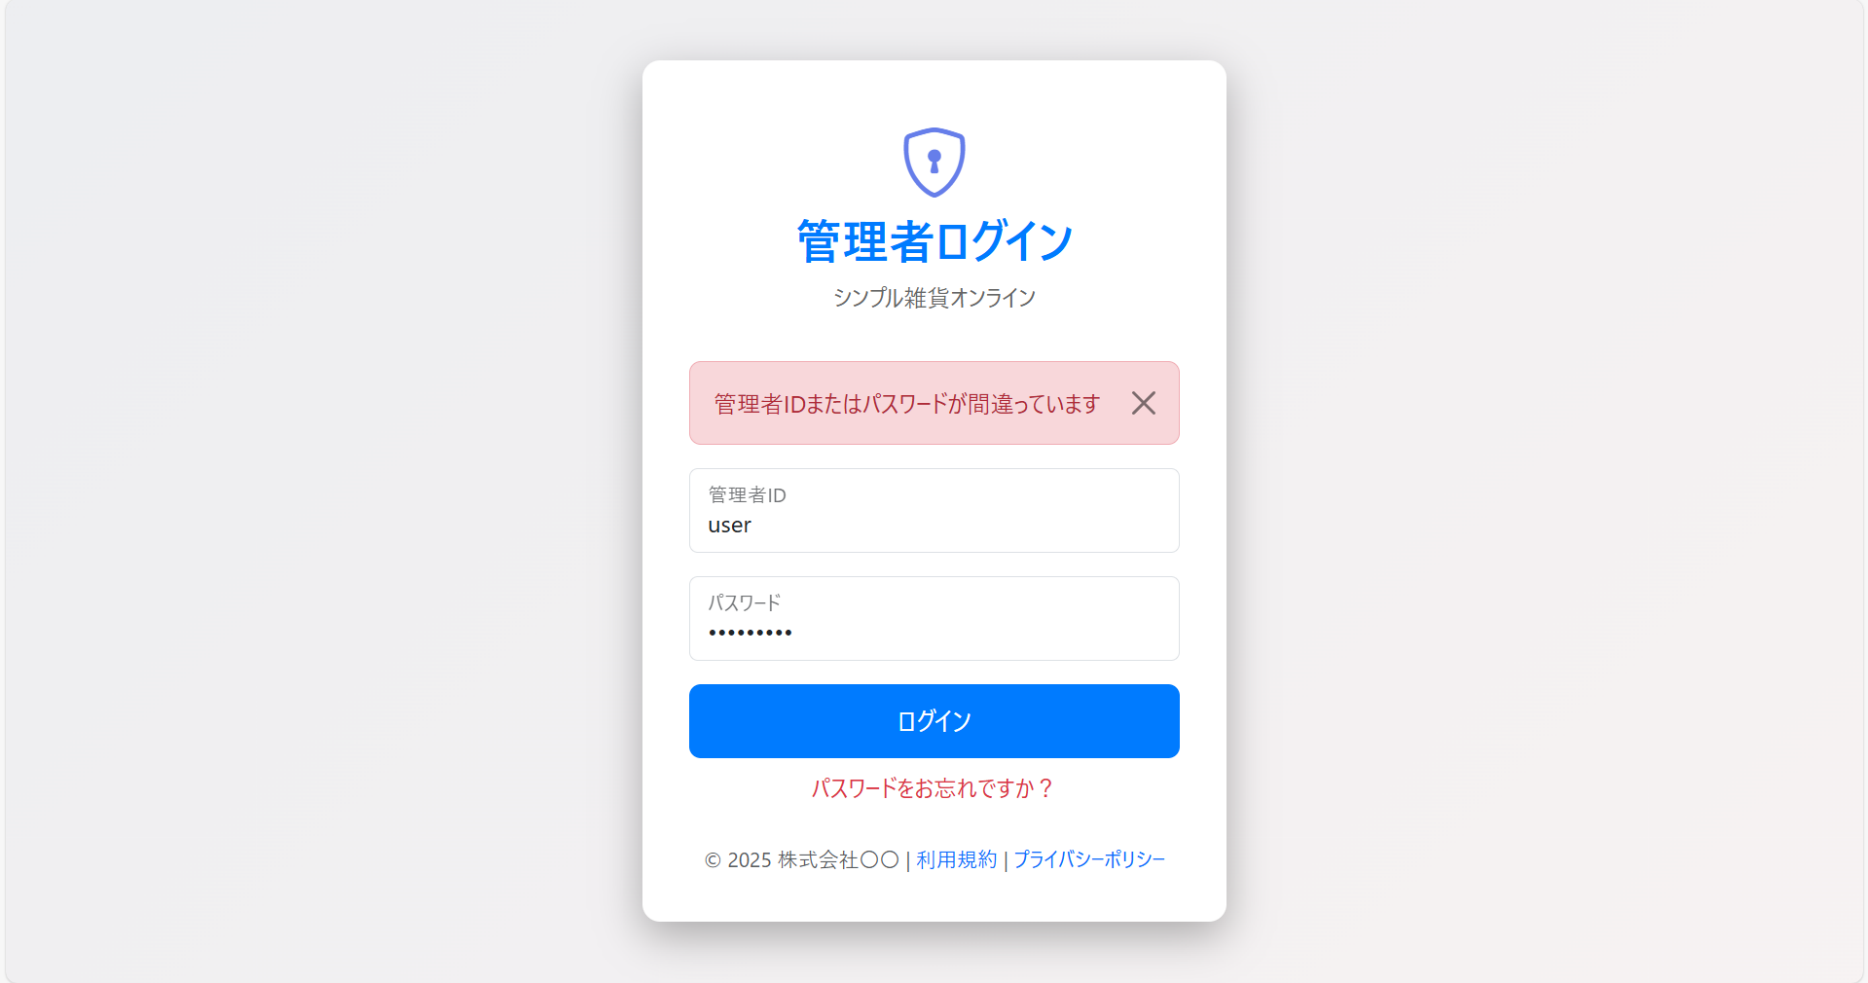 管理者ログイン
シンプル雑貨オンライン
管理者IDまたはパスワードが間違っています
管理者ID
user
パスワード
•••••••••
ログイン
パスワードをお忘れですか？
© 2025 株式会社〇〇 | 利用規約 | プライバシーポリシー